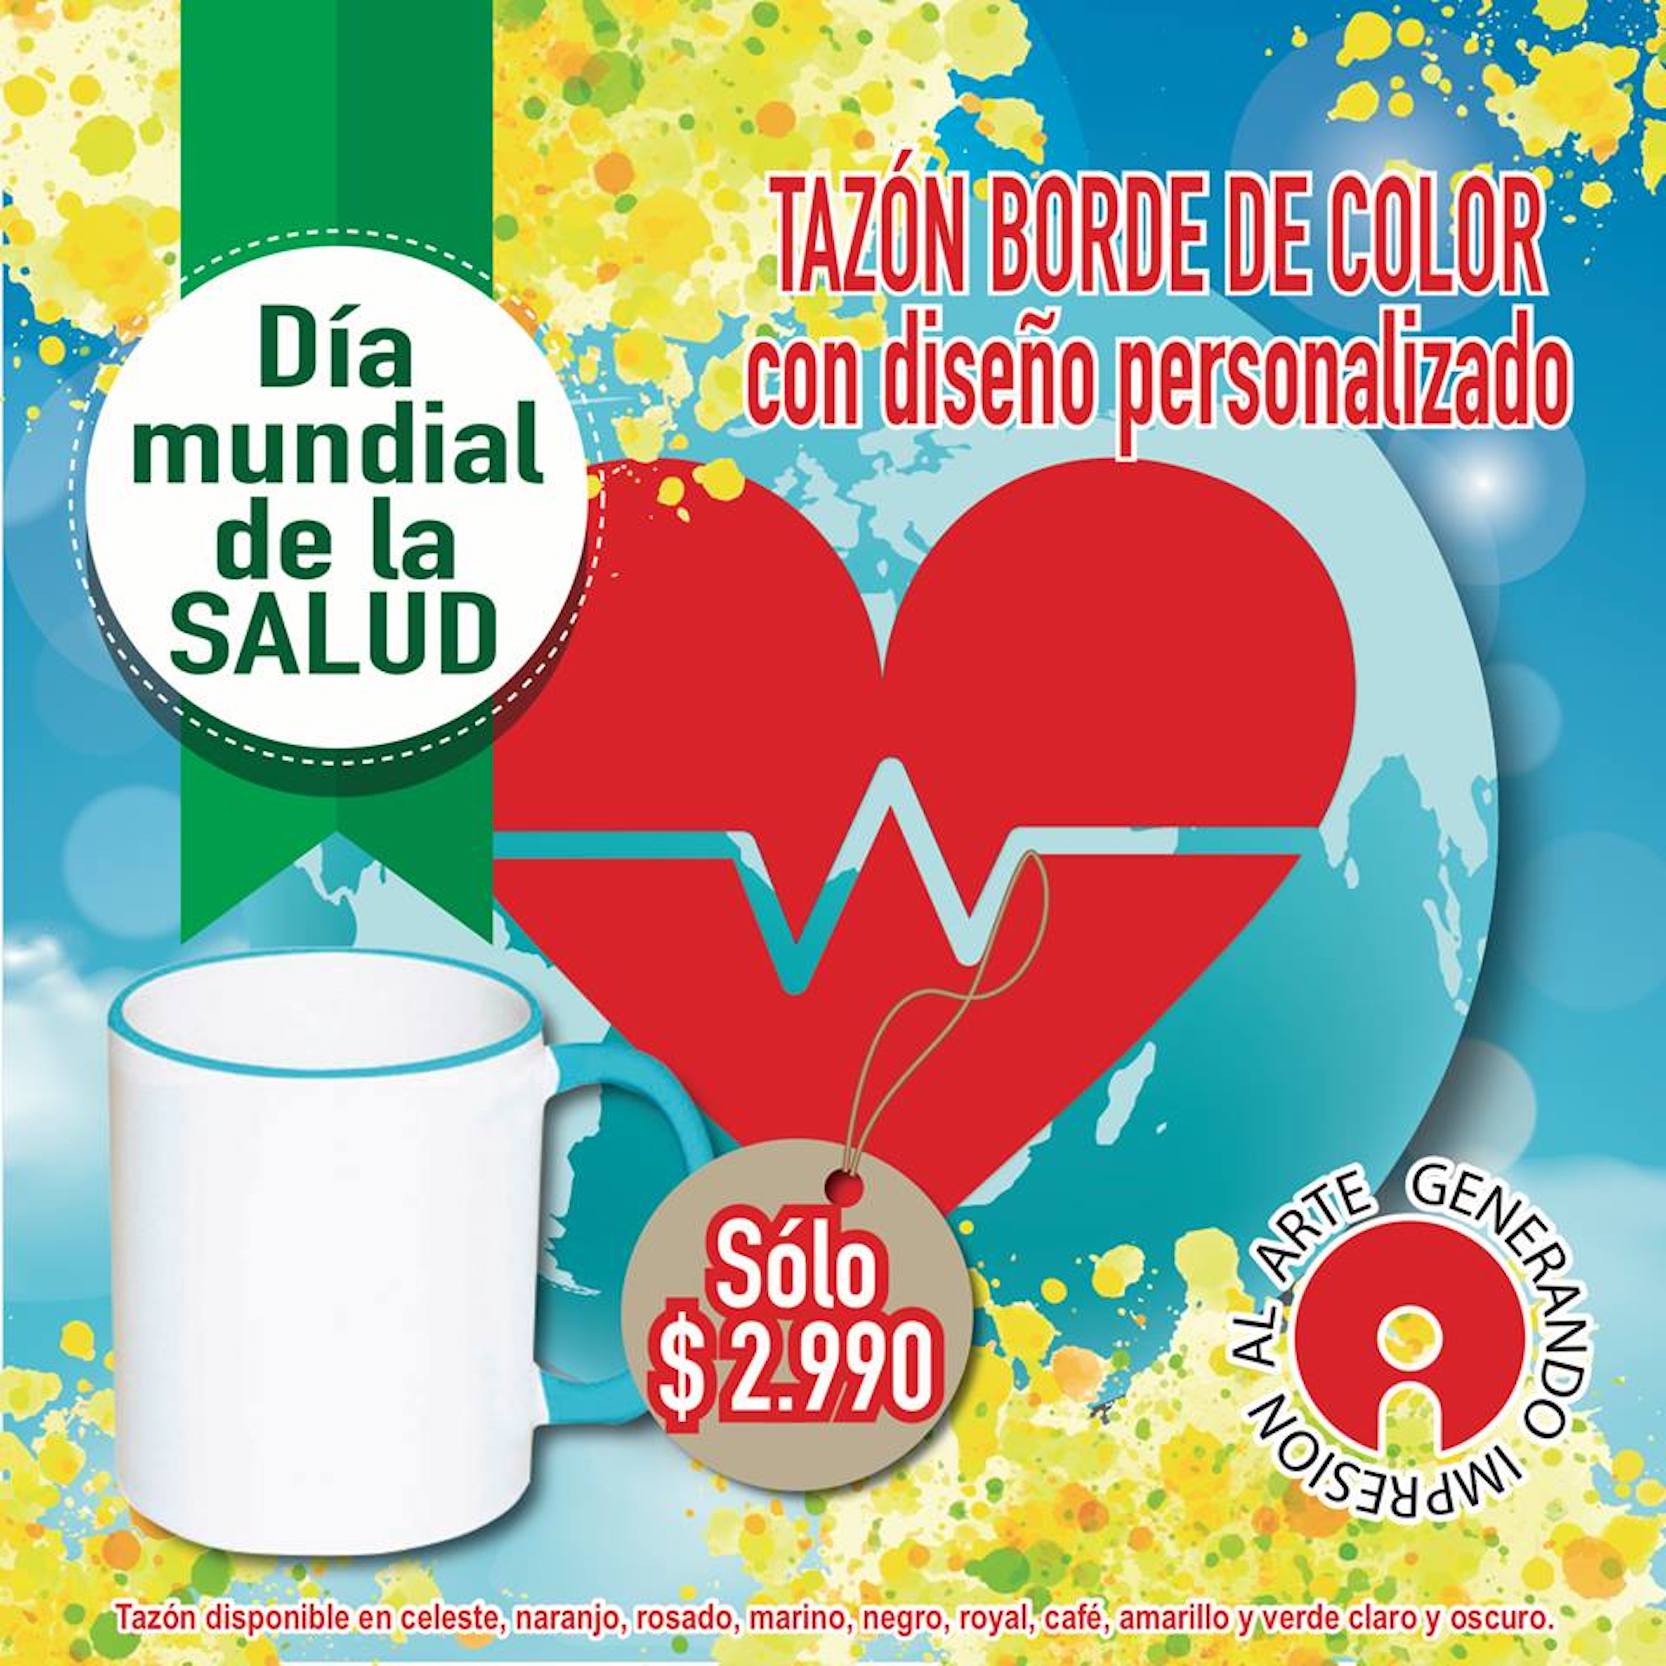 Día
mundial
de la
SALUD
TAZÓN BORDE DE COLOR
con diseño personalizado
Sólo
$ 2.990
GENERANDO IMPRESION AL ARTE
Tazón disponible en celeste, naranjo, rosado, marino, negro, royal, café, amarillo y verde claro y oscuro.